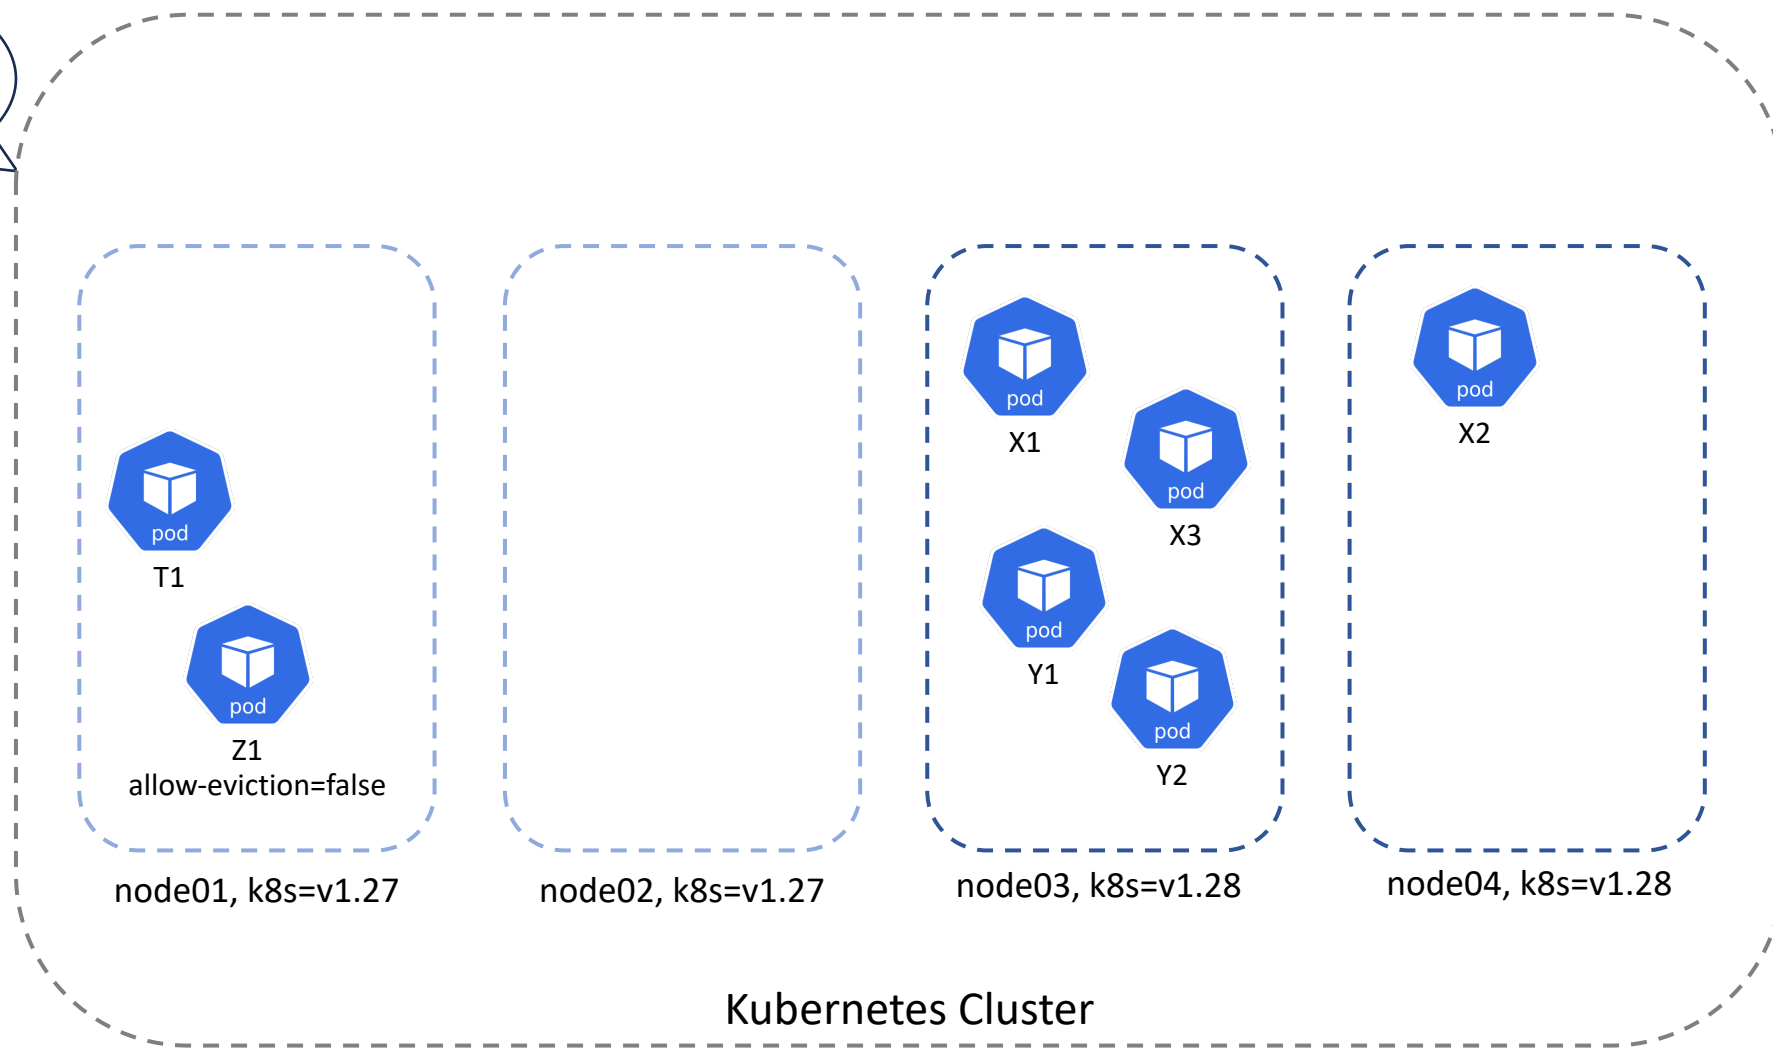 pod
T1
pod
Z1
allow-eviction=false
node01, k8s=v1.27
node02, k8s=v1.27
pod
X1
pod
X3
pod
Y1
pod
Y2
node03, k8s=v1.28
pod
X2
node04, k8s=v1.28
Kubernetes Cluster